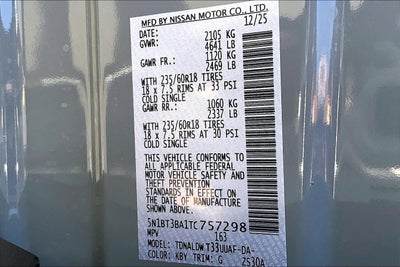 MFD BY NISSAN MOTOR CO., LTD.
DATE: 12/25
GVWR: 2105 KG
4641 LB
GAWR FR.: 1120 KG
2469 LB
WITH 235/60R18 TIRES
18 x 7.5 RIMS AT 33 PSI
COLD SINGLE
GAWR RR.: 1060 KG
2337 LB
WITH 235/60R18 TIRES
18 x 7.5 RIMS AT 30 PSI
COLD SINGLE
THIS VEHICLE CONFORMS TO
ALL APPLICABLE FEDERAL
MOTOR VEHICLE SAFETY AND
THEFT PREVENTION
STANDARDS IN EFFECT ON
THE DATE OF MANUFACTURE
SHOWN ABOVE.
5N1BT3BA1TC757298
MPV 163
MODEL: TDNALDWT33UUAF-DA-
COLOR: KBY TRIM: G ZS30A